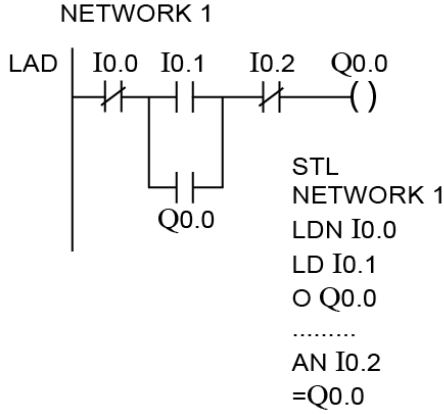 NETWORK 1
LAD I0.0 I0.1 I0.2 Q0.0
( )
Q0.0
STL
NETWORK 1
LDN I0.0
LD I0.1
O Q0.0
.........
AN I0.2
=Q0.0